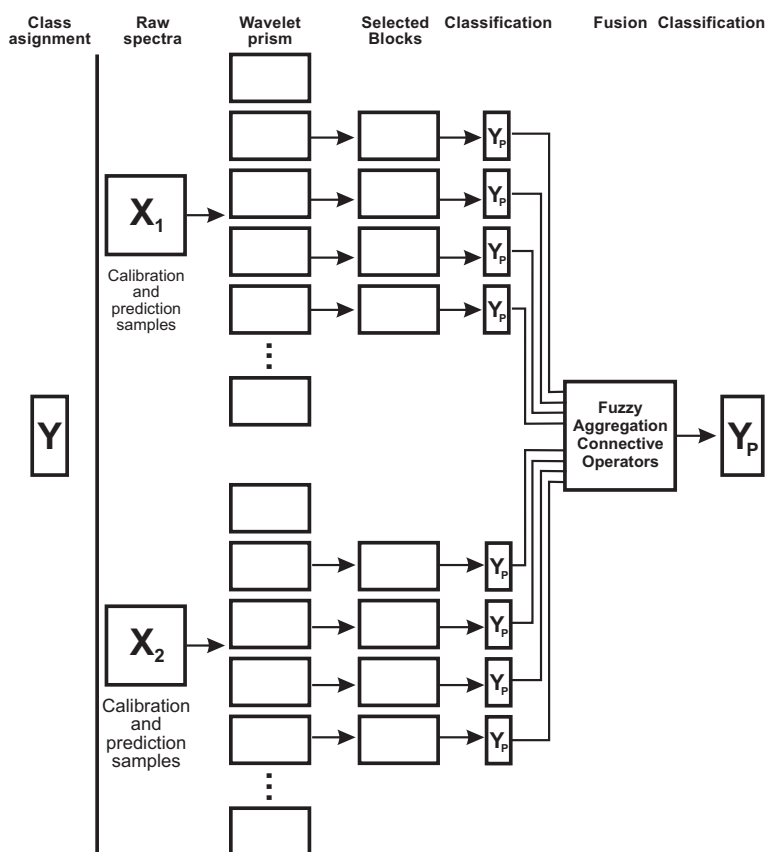 Class
asignment
Raw
spectra
Wavelet
prism
Selected
Blocks
Classification
Fusion
Classification
X1
Calibration
and
prediction
samples
YP
YP
YP
YP
Y
Fuzzy
Aggregation
Connective
Operators
YP
X2
Calibration
and
prediction
samples
YP
YP
YP
YP